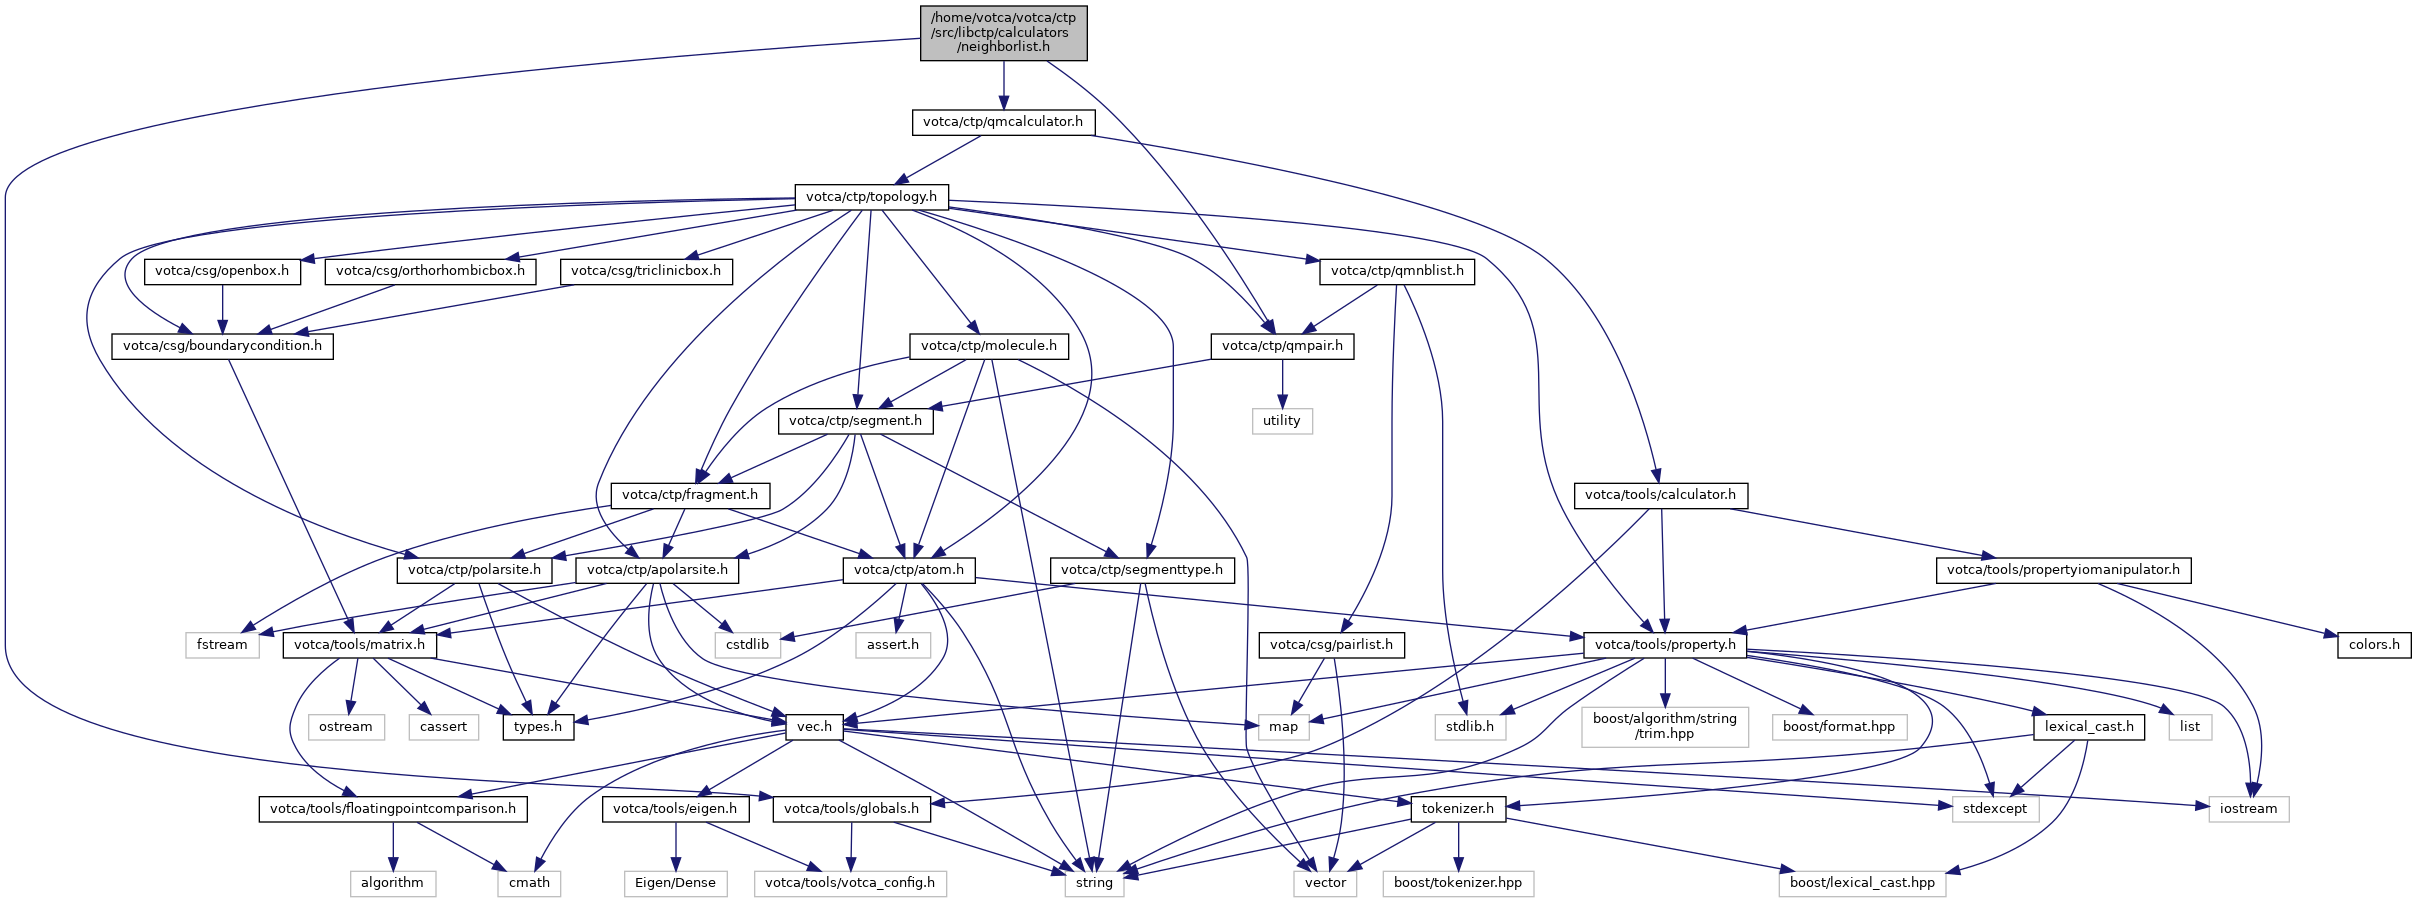 /home/votca/votca/ctp
/src/libctp/calculators
/neighborlist.h
votca/ctp/qmcalculator.h
votca/ctp/topology.h
votca/csg/openbox.h
votca/csg/orthorhombicbox.h
votca/csg/triclinicbox.h
votca/ctp/qmnblist.h
votca/csg/boundarycondition.h
votca/ctp/molecule.h
votca/ctp/qmpair.h
votca/ctp/segment.h
utility
votca/ctp/fragment.h
votca/tools/calculator.h
votca/ctp/polarsite.h
votca/ctp/apolarsite.h
votca/ctp/atom.h
votca/ctp/segmenttype.h
votca/tools/propertyiomanipulator.h
fstream
votca/tools/matrix.h
cstdlib
assert.h
votca/csg/pairlist.h
votca/tools/property.h
colors.h
ostream
cassert
types.h
vec.h
map
stdlib.h
boost/algorithm/string
/trim.hpp
boost/format.hpp
lexical_cast.h
list
votca/tools/floatingpointcomparison.h
votca/tools/eigen.h
votca/tools/globals.h
tokenizer.h
stdexcept
iostream
algorithm
cmath
Eigen/Dense
votca/tools/votca_config.h
string
vector
boost/tokenizer.hpp
boost/lexical_cast.hpp